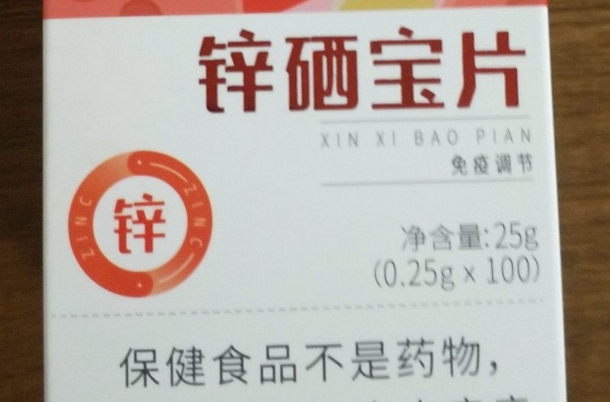 锌硒宝片
XIN XI BAO PIAN
免疫调节
ZINC
锌
ZINC
净含量:25g
(0.25g x 100)
保健食品不是药物，